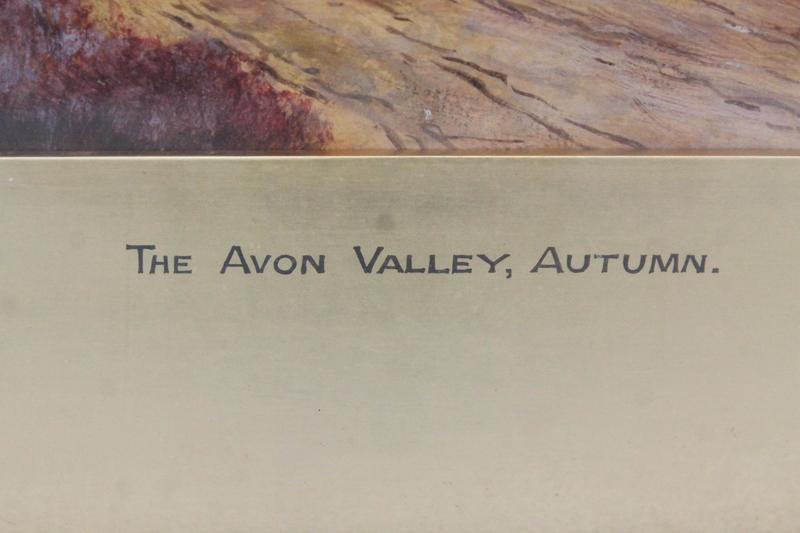 THE AVON VALLEY, AUTUMN.